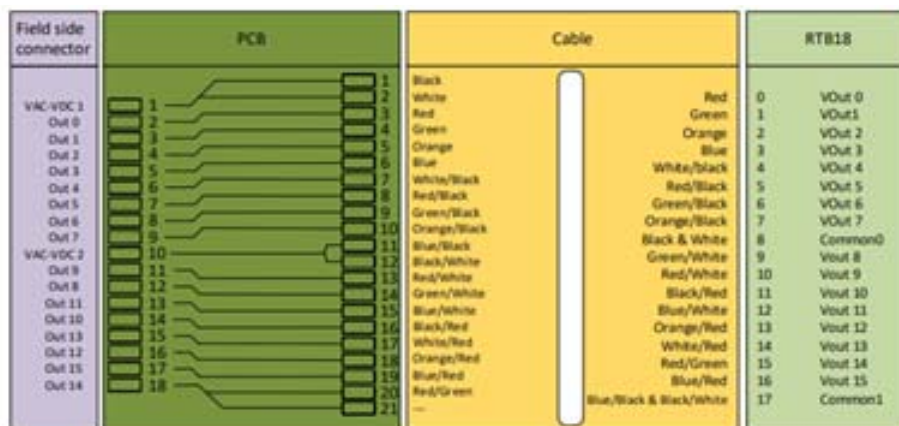 Field side connector
PCB
Cable
RTB18
VAC-VDC 1
Out 0
Out 1
Out 2
Out 3
Out 4
Out 5
Out 6
Out 7
VAC-VDC 2
Out 9
Out 8
Out 11
Out 10
Out 13
Out 12
Out 15
Out 14
1
2
3
4
5
6
7
8
9
10
11
12
13
14
15
16
17
18
1
2
3
4
5
6
7
8
9
10
11
12
13
14
15
16
17
18
19
20
21
Black
White
Red
Green
Orange
Blue
White/Black
Red/Black
Green/Black
Orange/Black
Blue/Black
Black/White
Red/White
Green/White
Blue/White
Black/Red
White/Red
Orange/Red
Blue/Red
Red/Green
...
Red 0 VOut 0
Green 1 VOut1
Orange 2 VOut 2
Blue 3 VOut 3
White/black 4 VOut 4
Red/Black 5 VOut 5
Green/Black 6 VOut 6
Orange/Black 7 VOut 7
Black & White 8 Common0
Green/White 9 Vout 8
Red/White 10 Vout 9
Black/Red 11 Vout 10
Blue/White 12 Vout 11
Orange/Red 13 Vout 12
White/Red 14 Vout 13
Red/Green 15 Vout 14
Blue/Red 16 Vout 15
Blue/Black & Black/White 17 Common1